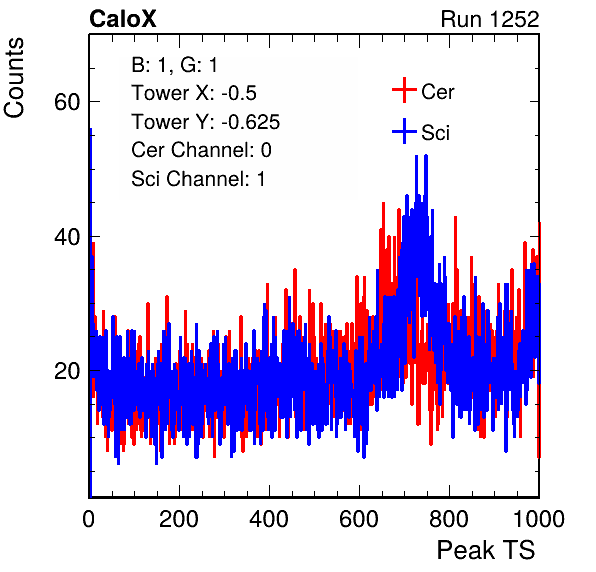 CaloX Run 1252
Counts
B: 1, G: 1
Tower X: -0.5
Tower Y: -0.625
Cer Channel: 0
Sci Channel: 1
Cer
Sci
60
40
20
0 200 400 600 800 1000
Peak TS